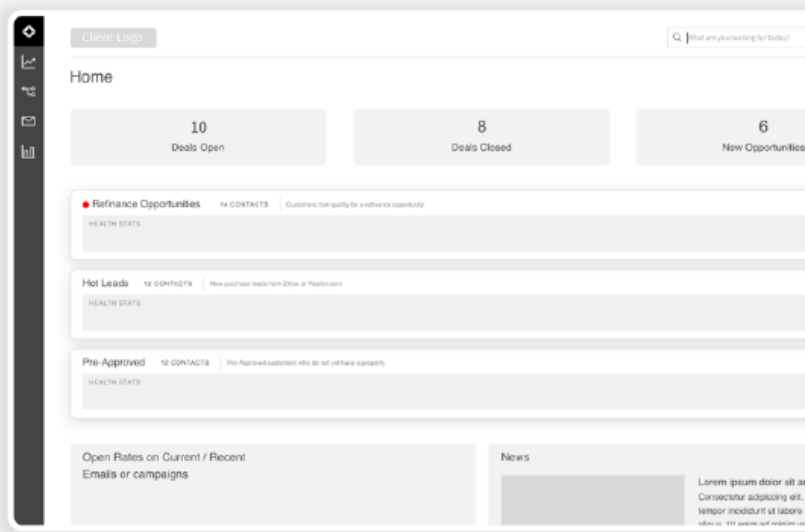 Client Logo
What are you looking for today?
Home
10
Deals Open
8
Deals Closed
6
New Opportunities
Refinance Opportunities 14 CONTACTS Customers that qualify for a refinance opportunity
HEALTH STATS
Hot Leads 12 CONTACTS New purchase leads from Zillow or Realtor.com
HEALTH STATS
Pre-Approved 12 CONTACTS Pre-Approved customers who do not yet have a property
HEALTH STATS
Open Rates on Current / Recent
Emails or campaigns
News
Lorem ipsum dolor sit am
Consectetur adipiscing elit,
tempor incididunt ut labore